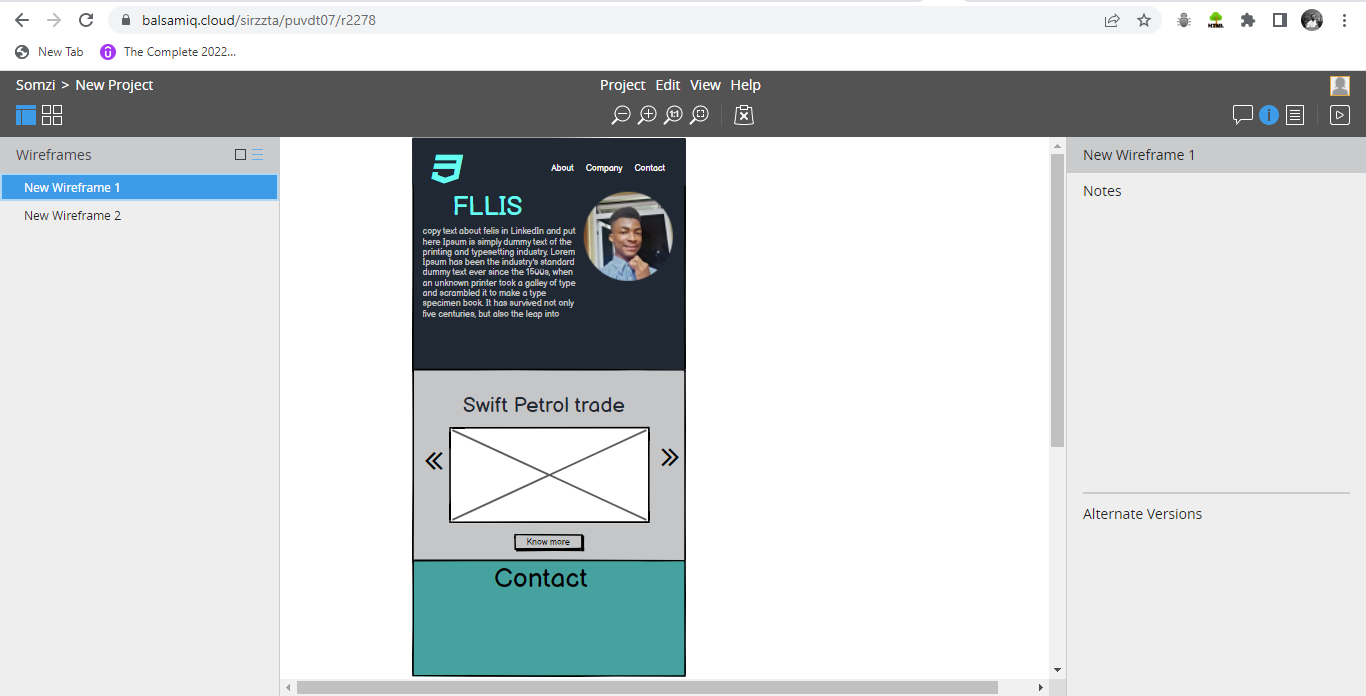 balsamiq.cloud/sirzzta/puvdt07/r2278
New Tab
The Complete 2022...
Somzi > New Project
Project Edit View Help
1:1
Wireframes
New Wireframe 1
New Wireframe 2
About Company Contact
FLLIS
copy text about felis in LinkedIn and put
here Ipsum is simply dummy text of the
printing and typesetting industry. Lorem
Ipsum has been the industry's standard
dummy text ever since the 1500s, when
an unknown printer took a galley of type
and scrambled it to make a type
specimen book. It has survived not only
five centuries, but also the leap into
Swift Petrol trade
Know more
Contact
New Wireframe 1
Notes
Alternate Versions